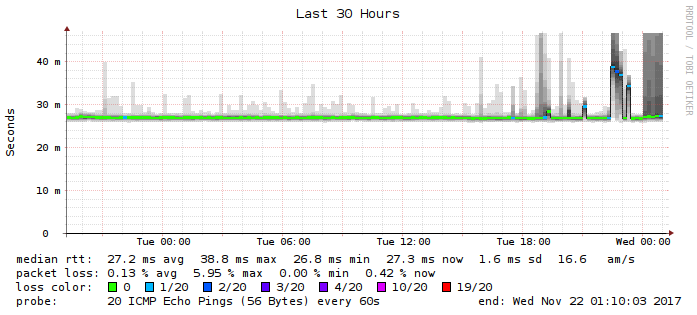 Last 30 Hours
RRDTOOL / TOBI OETIKER
Seconds
40 m
30 m
20 m
10 m
0
Tue 00:00 Tue 06:00 Tue 12:00 Tue 18:00 Wed 00:00
median rtt: 27.2 ms avg 38.8 ms max 26.8 ms min 27.3 ms now 1.6 ms sd 16.6 am/s
packet loss: 0.13 % avg 5.95 % max 0.00 % min 0.42 % now
loss color: 0 1/20 2/20 3/20 4/20 10/20 19/20
probe: 20 ICMP Echo Pings (56 Bytes) every 60s end: Wed Nov 22 01:10:03 2017